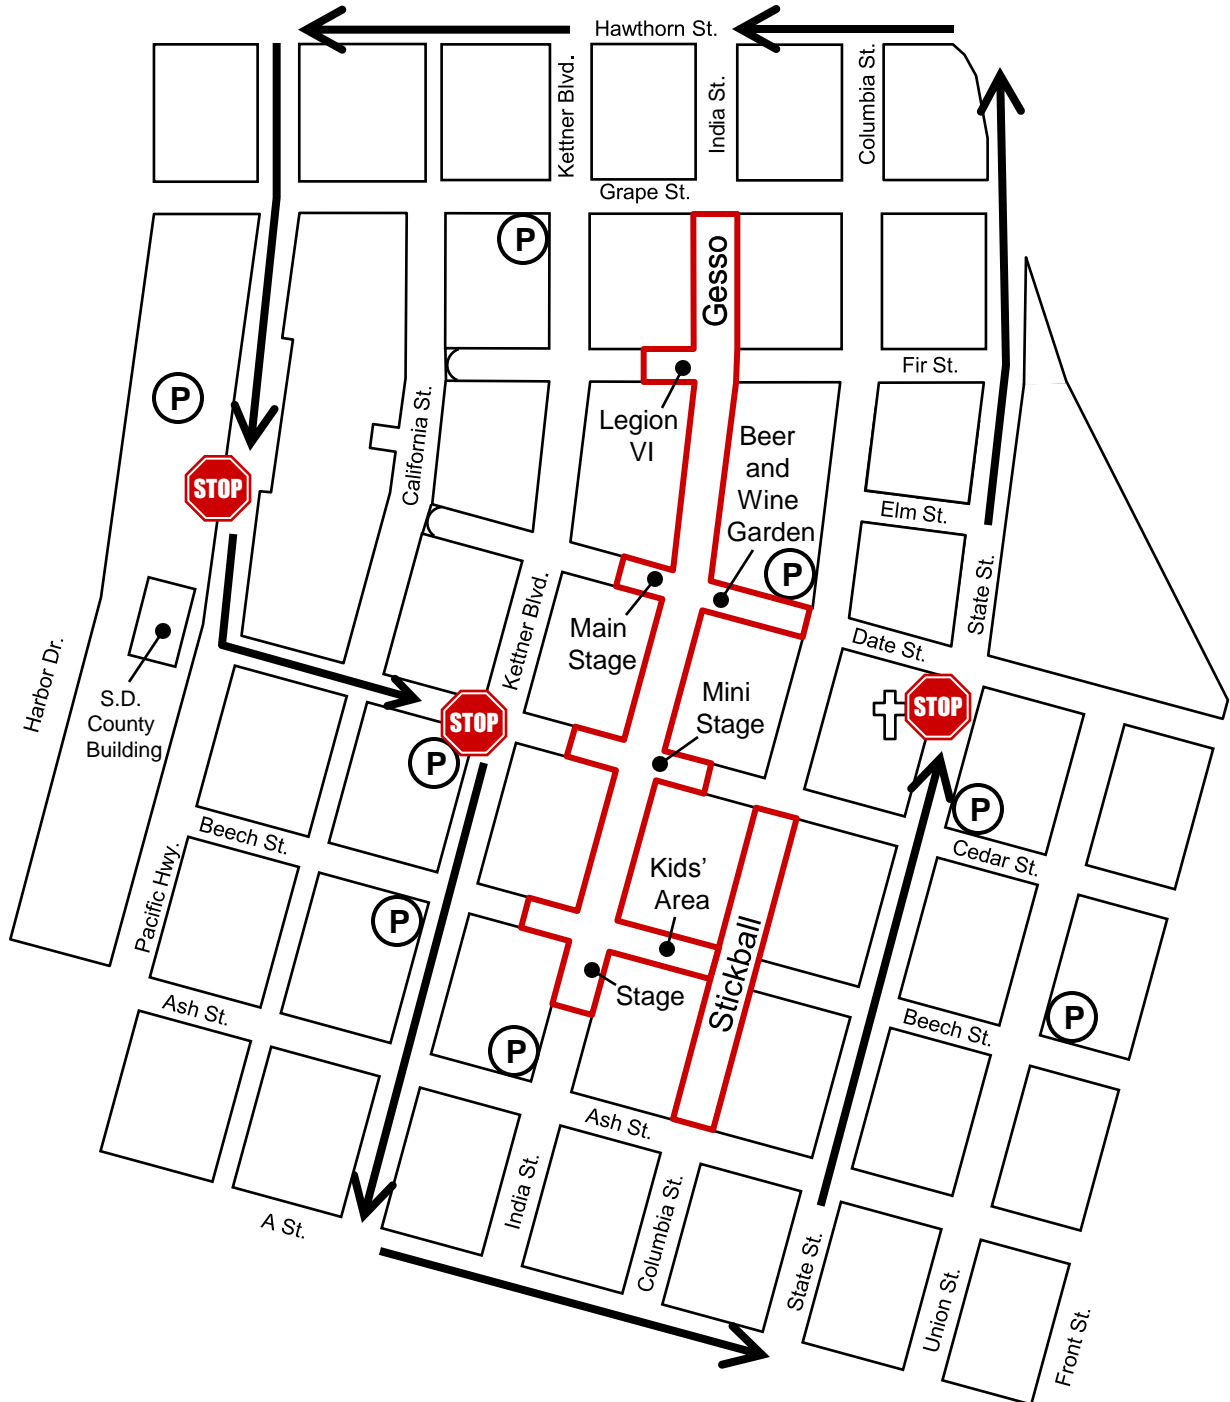 Hawthorn St.
Kettner Blvd.
India St.
Columbia St.
Grape St.
P
Gesso
Fir St.
P
California St.
Legion
VI
Beer
and
Wine
Garden
STOP
Elm St.
P
State St.
Main
Stage
Kettner Blvd.
Date St.
Harbor Dr.
S.D.
County
Building
Mini
Stage
STOP
STOP
P
P
Beech St.
Cedar St.
Pacific Hwy.
Kids'
Area
P
Stickball
Stage
Ash St.
P
Beech St.
P
Ash St.
India St.
Columbia St.
A St.
State St.
Union St.
Front St.